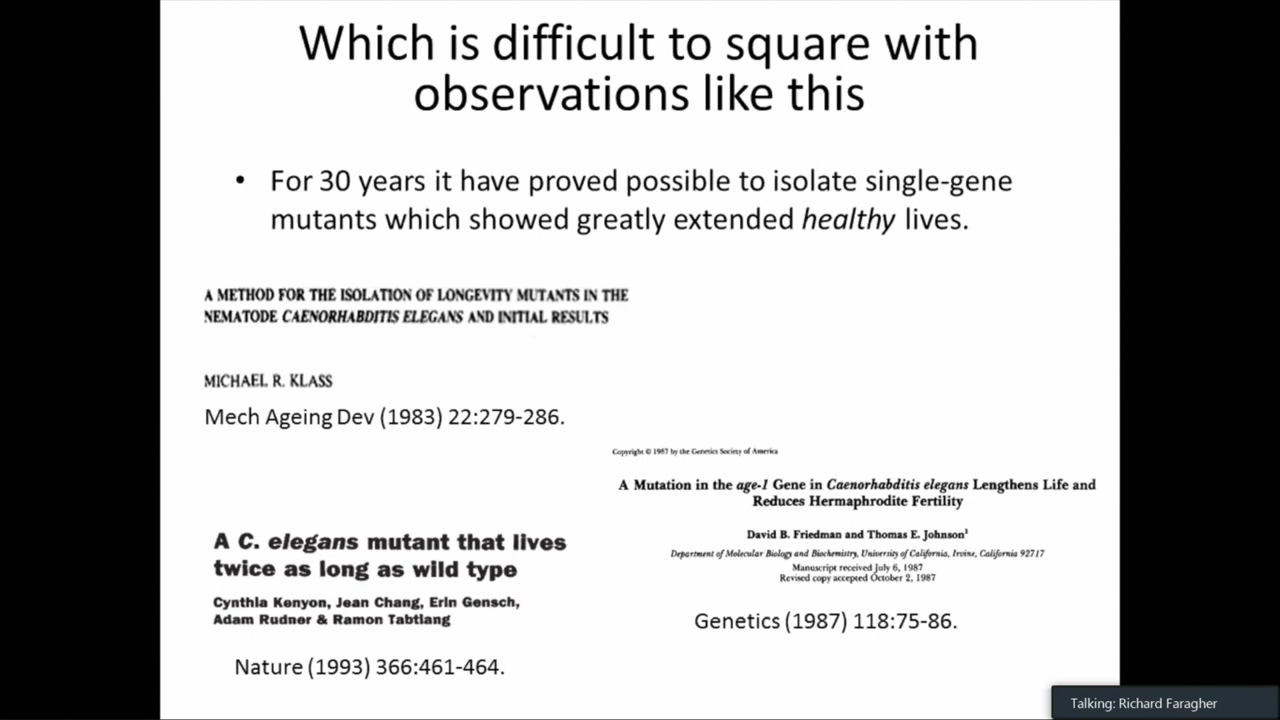 Which is difficult to square with
observations like this
• For 30 years it have proved possible to isolate single-gene
mutants which showed greatly extended healthy lives.
A METHOD FOR THE ISOLATION OF LONGEVITY MUTANTS IN THE
NEMATODE CAENORHABDITIS ELEGANS AND INITIAL RESULTS
MICHAEL R. KLASS
Mech Ageing Dev (1983) 22:279-286.
Copyright © 1987 by the Genetics Society of America
A Mutation in the age-1 Gene in Caenorhabditis elegans Lengthens Life and
Reduces Hermaphrodite Fertility
David B. Friedman and Thomas E. Johnson¹
Department of Molecular Biology and Biochemistry, University of California, Irvine, California 92717
Manuscript received July 6, 1987
Revised copy accepted October 2, 1987
Genetics (1987) 118:75-86.
A C. elegans mutant that lives
twice as long as wild type
Cynthia Kenyon, Jean Chang, Erin Gensch,
Adam Rudner & Ramon Tabtiang
Nature (1993) 366:461-464.
Talking: Richard Faragher